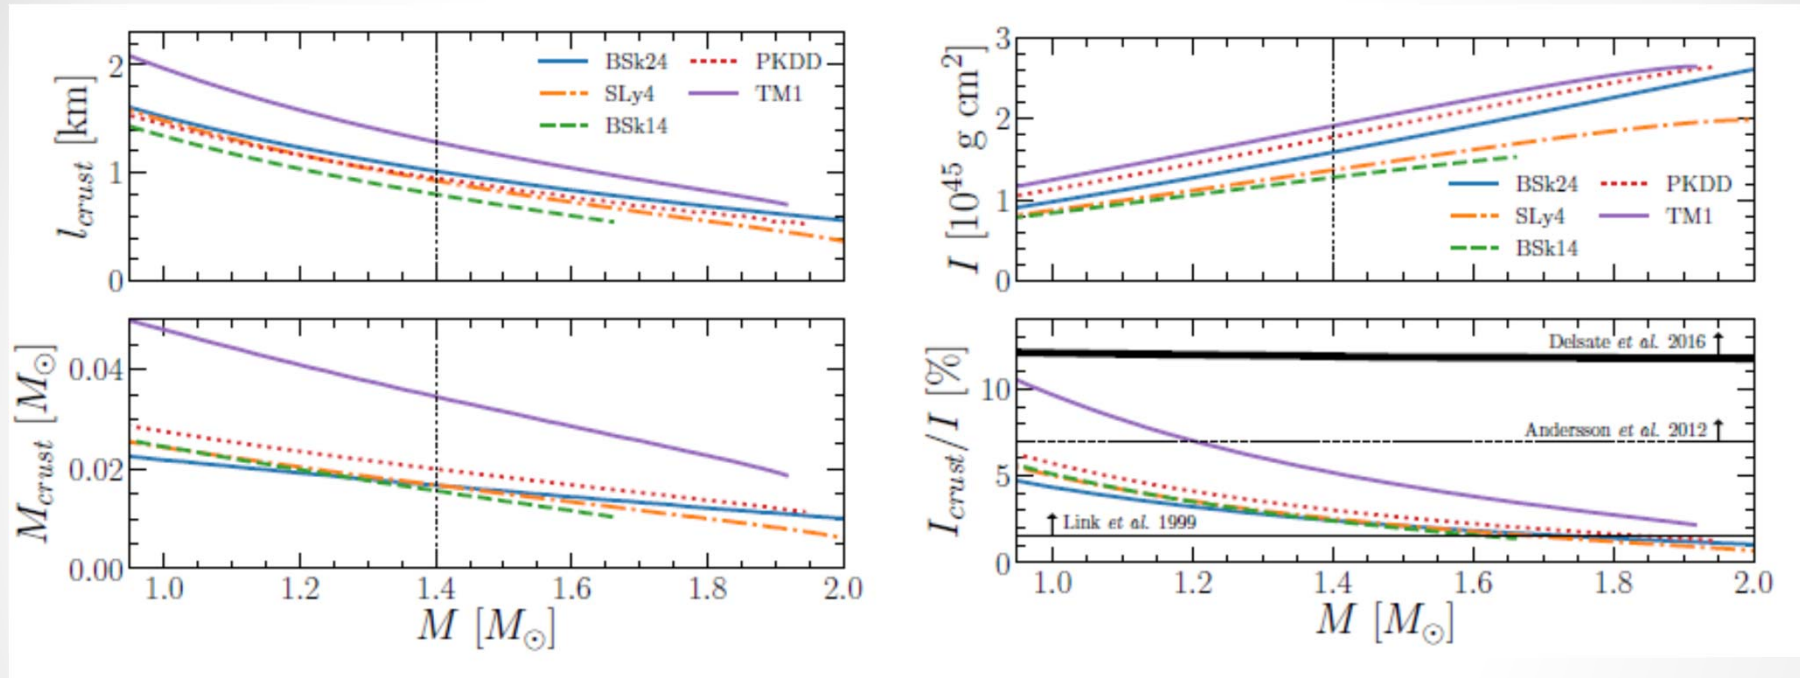 l_crust [km]
2
1
0
BSk24
SLy4
BSk14
PKDD
TM1
M_crust [M_⊙]
0.04
0.02
0.00
1.0 1.2 1.4 1.6 1.8 2.0
M [M_⊙]
I [10^45 g cm^2]
3
2
1
0
BSk24
SLy4
BSk14
PKDD
TM1
I_crust/I [%]
10
5
0
Delsate et al. 2016
Andersson et al. 2012
Link et al. 1999
1.0 1.2 1.4 1.6 1.8 2.0
M [M_⊙]